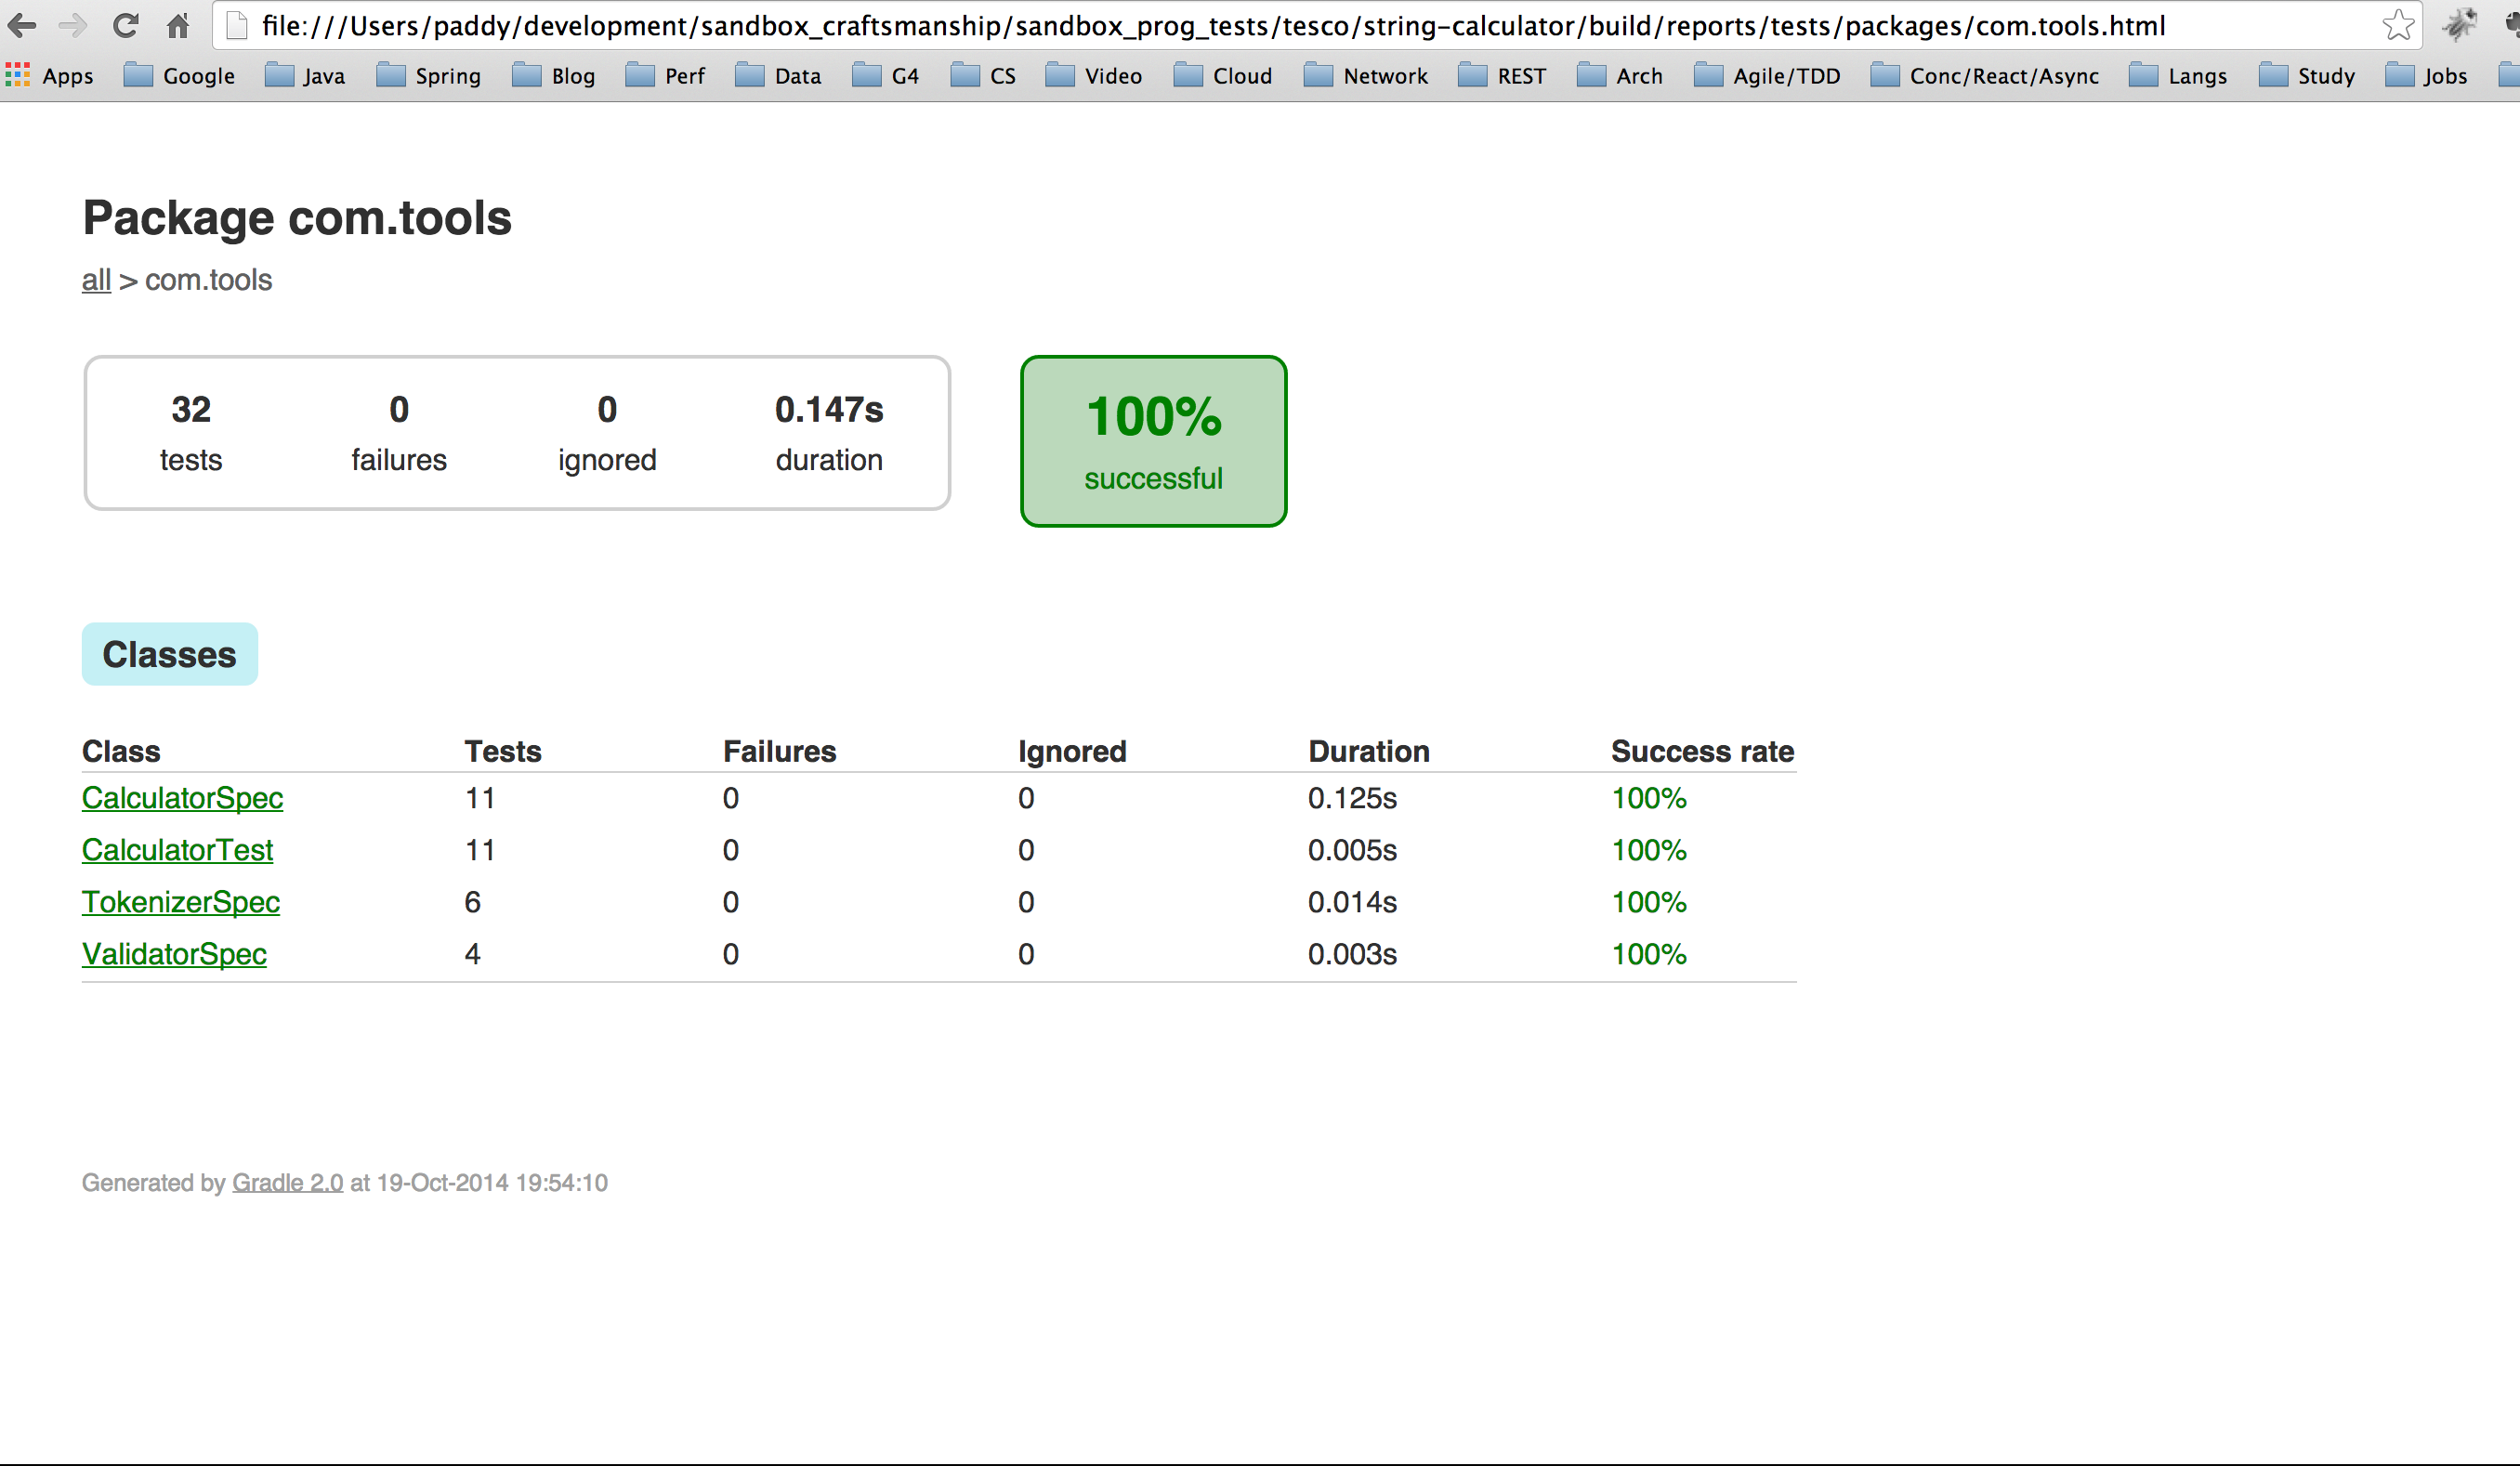 file:///Users/paddy/development/sandbox_craftsmanship/sandbox_prog_tests/tesco/string-calculator/build/reports/tests/packages/com.tools.html
Apps Google Java Spring Blog Perf Data G4 CS Video Cloud Network REST Arch Agile/TDD Conc/React/Async Langs Study Jobs
Package com.tools
all > com.tools
32 0 0 0.147s 100%
tests failures ignored duration successful
Classes
Class Tests Failures Ignored Duration Success rate
CalculatorSpec 11 0 0 0.125s 100%
CalculatorTest 11 0 0 0.005s 100%
TokenizerSpec 6 0 0 0.014s 100%
ValidatorSpec 4 0 0 0.003s 100%
Generated by Gradle 2.0 at 19-Oct-2014 19:54:10